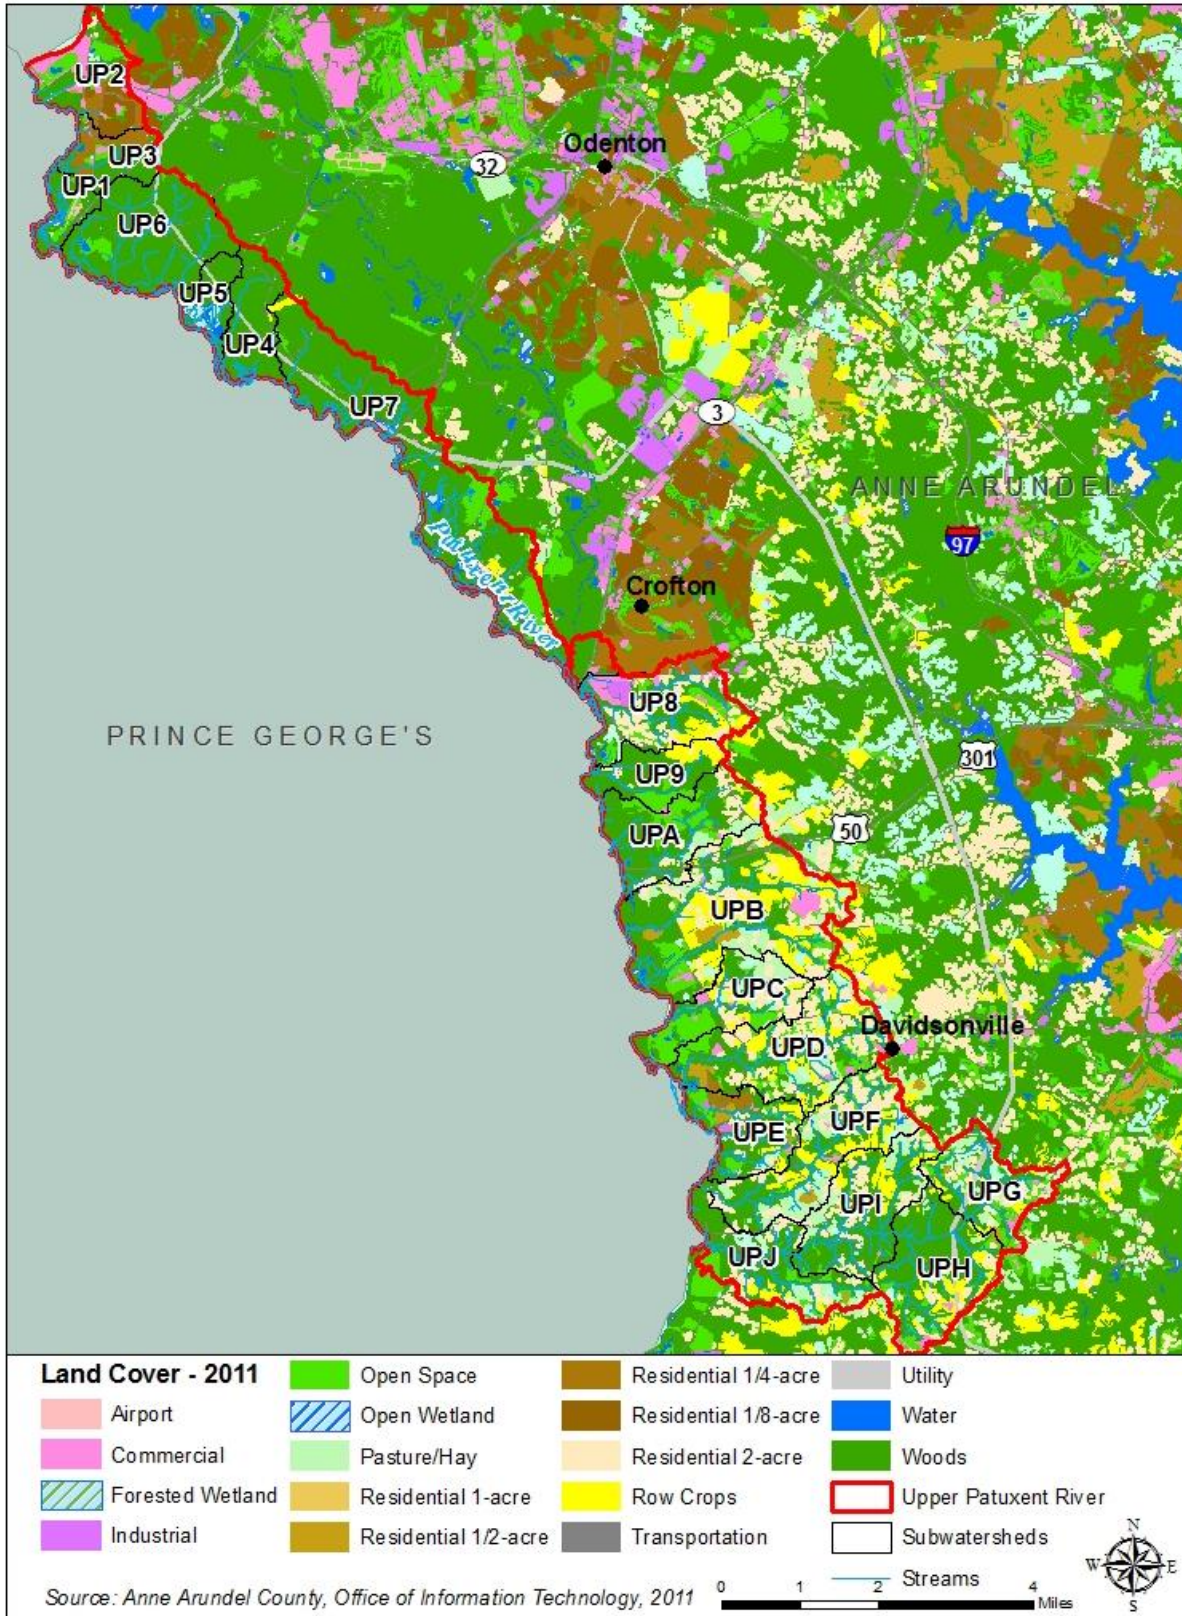 UP2
UP3
UP1
UP6
UP5
UP4
UP7
32
Odenton
3
ANNE ARUNDEL
97
Patuxent River
Crofton
PRINCE GEORGE'S
UP8
UP9
301
50
UPA
UPB
UPC
Davidsonville
UPD
UPE
UPF
UPG
UPI
UPJ
UPH
Land Cover - 2011
Airport
Commercial
Forested Wetland
Industrial
Open Space
Open Wetland
Pasture/Hay
Residential 1-acre
Residential 1/2-acre
Residential 1/4-acre
Residential 1/8-acre
Residential 2-acre
Row Crops
Transportation
Utility
Water
Woods
Upper Patuxent River
Subwatersheds
Streams
N
W E
S
Source: Anne Arundel County, Office of Information Technology, 2011
0 1 2 4
Miles